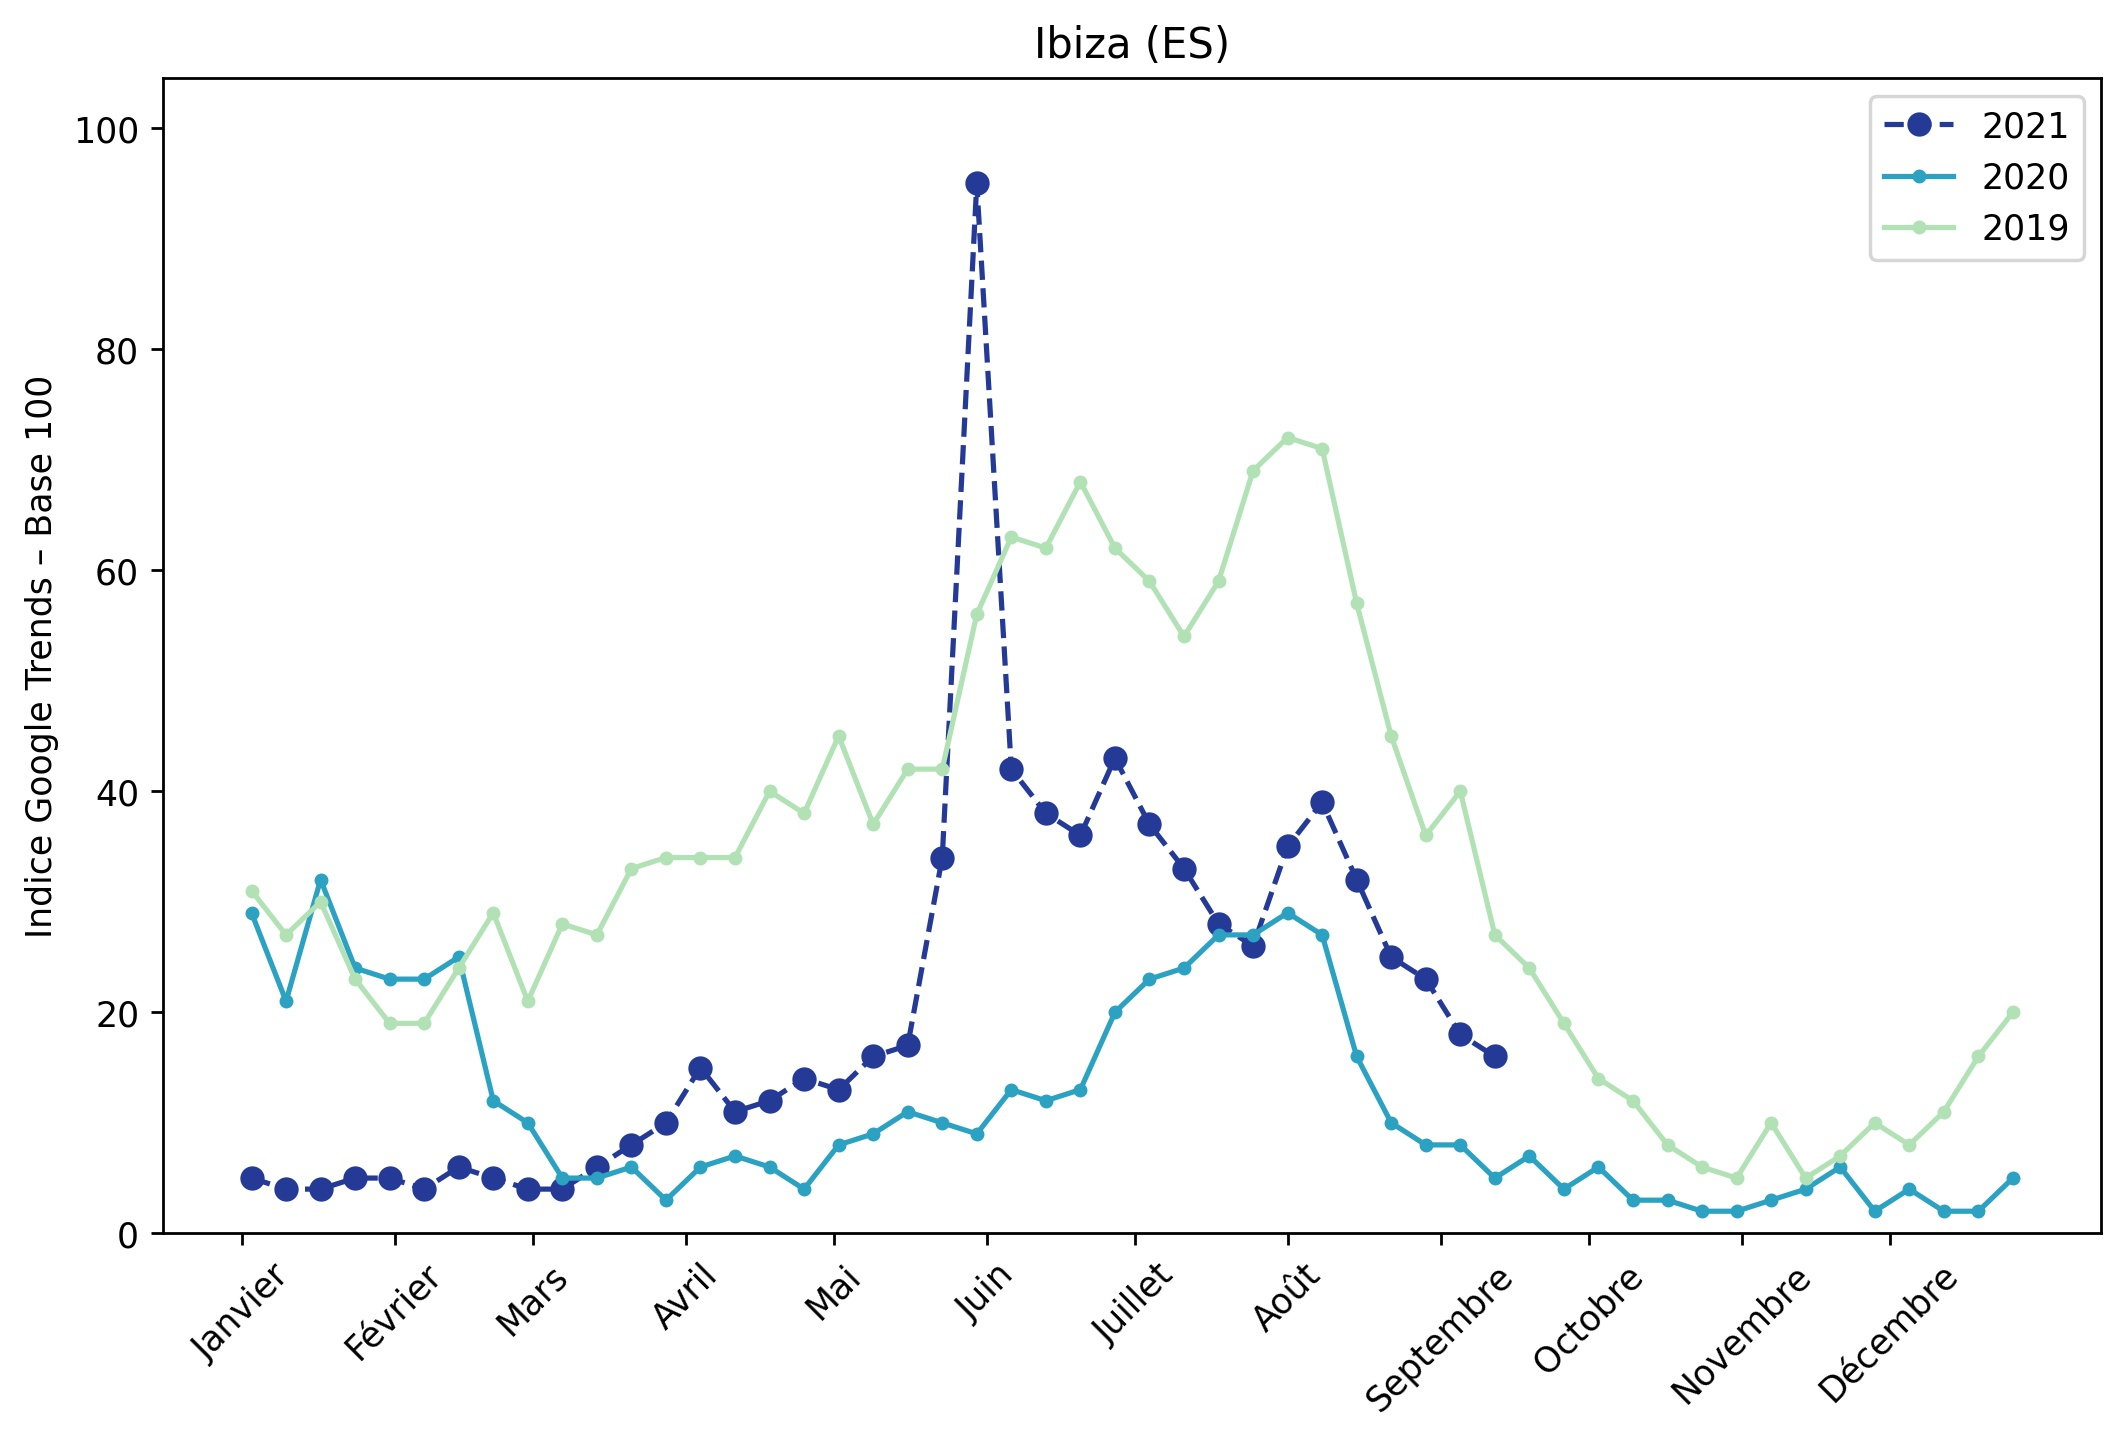 Ibiza (ES)
2021
2020
2019
Indice Google Trends – Base 100
100
80
60
40
20
0
Janvier
Février
Mars
Avril
Mai
Juin
Juillet
Août
Septembre
Octobre
Novembre
Décembre